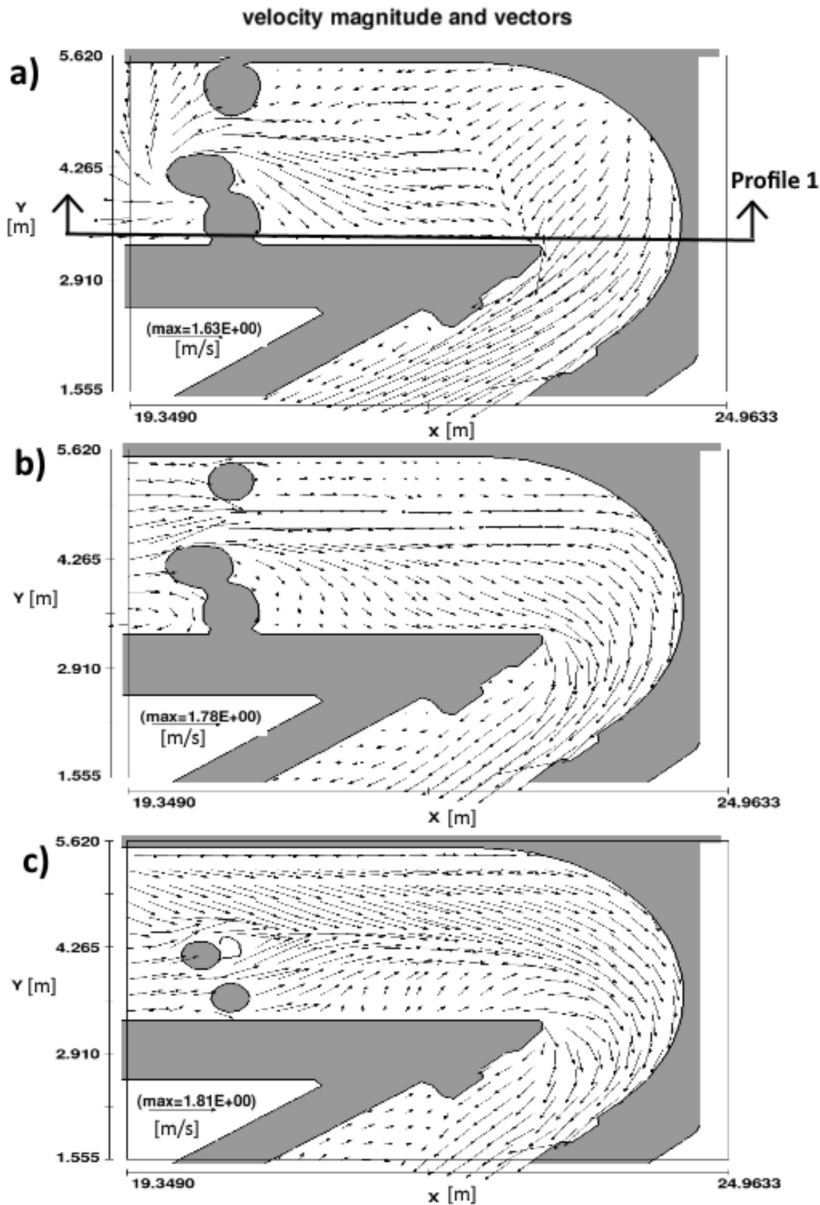 velocity magnitude and vectors
a)
5.620
4.265
Y
[m]
2.910
1.555
Profile 1
(max=1.63E+00)
[m/s]
19.3490
24.9633
X [m]
b)
5.620
4.265
Y [m]
2.910
1.555
(max=1.78E+00)
[m/s]
19.3490
24.9633
X [m]
c)
5.620
4.265
Y [m]
2.910
1.555
(max=1.81E+00)
[m/s]
19.3490
24.9633
X [m]